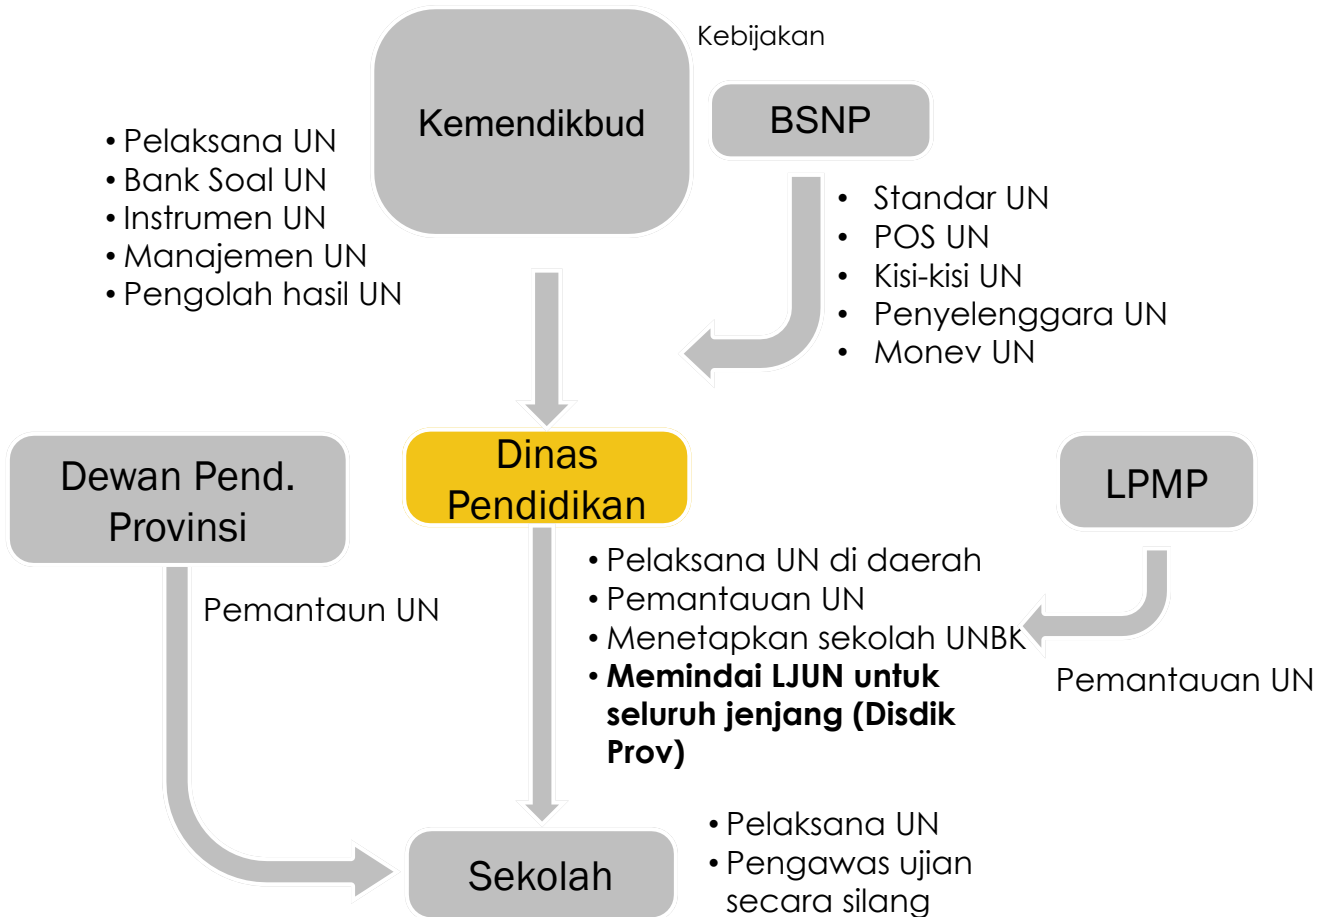 Kebijakan
Kemendikbud
BSNP
• Pelaksana UN
• Bank Soal UN
• Instrumen UN
• Manajemen UN
• Pengolah hasil UN
• Standar UN
• POS UN
• Kisi-kisi UN
• Penyelenggara UN
• Monev UN
Dewan Pend.
Provinsi
Dinas
Pendidikan
LPMP
Pemantaun UN
• Pelaksana UN di daerah
• Pemantauan UN
• Menetapkan sekolah UNBK
• Memindai LJUN untuk
seluruh jenjang (Disdik
Prov)
Pemantauan UN
Sekolah
• Pelaksana UN
• Pengawas ujian
secara silang